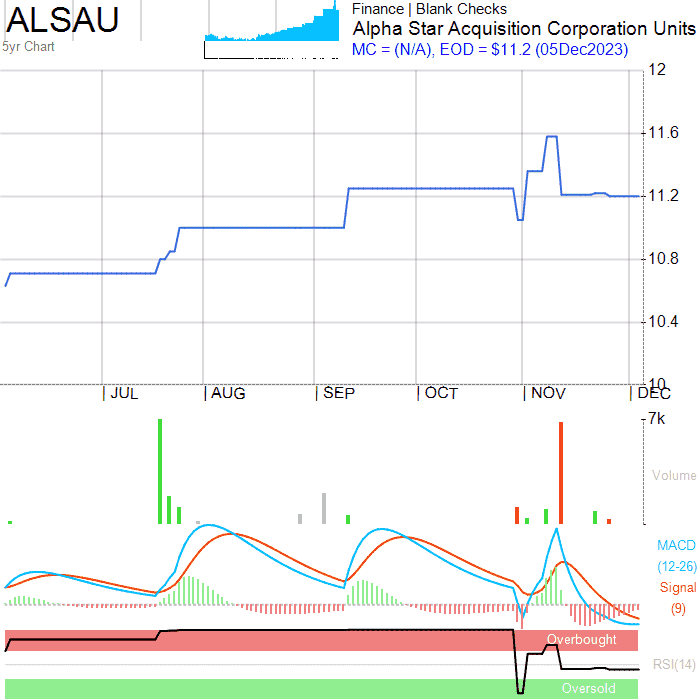 ALSAU
5yr Chart
Finance | Blank Checks
Alpha Star Acquisition Corporation Units
MC = (N/A), EOD = $11.2 (05Dec2023)
12
11.6
11.2
10.8
10.4
10
| JUL | AUG | SEP | OCT | NOV | DEC
7k
Volume
MACD
(12-26)
Signal
(9)
Overbought
RSI(14)
Oversold